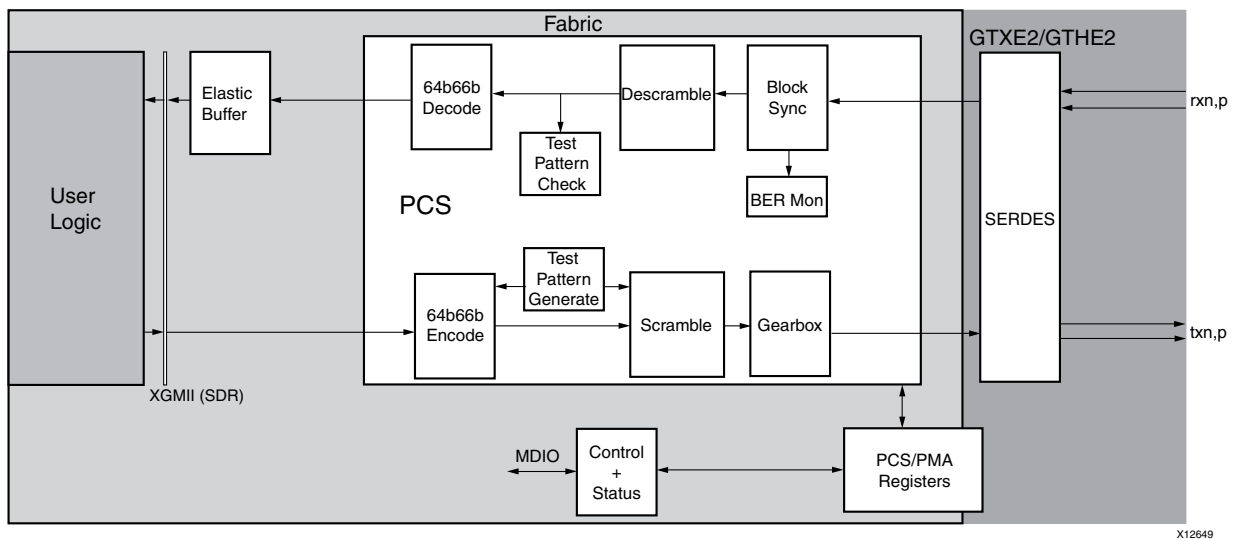 Fabric
GTXE2/GTHE2
User
Logic
Elastic
Buffer
64b66b
Decode
Descramble
Block
Sync
rxn,p
Test
Pattern
Check
BER Mon
PCS
SERDES
Test
Pattern
Generate
64b66b
Encode
Scramble
Gearbox
txn,p
XGMII (SDR)
MDIO
Control
+
Status
PCS/PMA
Registers
X12649